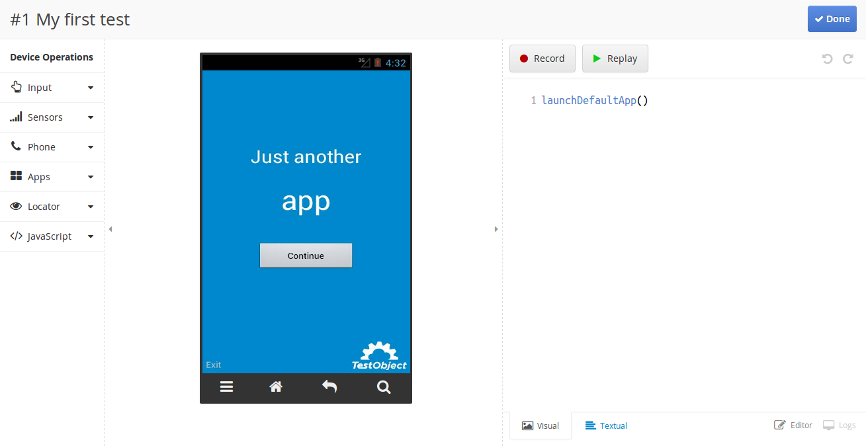 #1 My first test
Done
Device Operations
Input
Sensors
Phone
Apps
Locator
JavaScript
3G 4:32
Just another
app
Continue
Exit
TestObject
Record
Replay
1 launchDefaultApp()
Visual
Textual
Editor
Logs